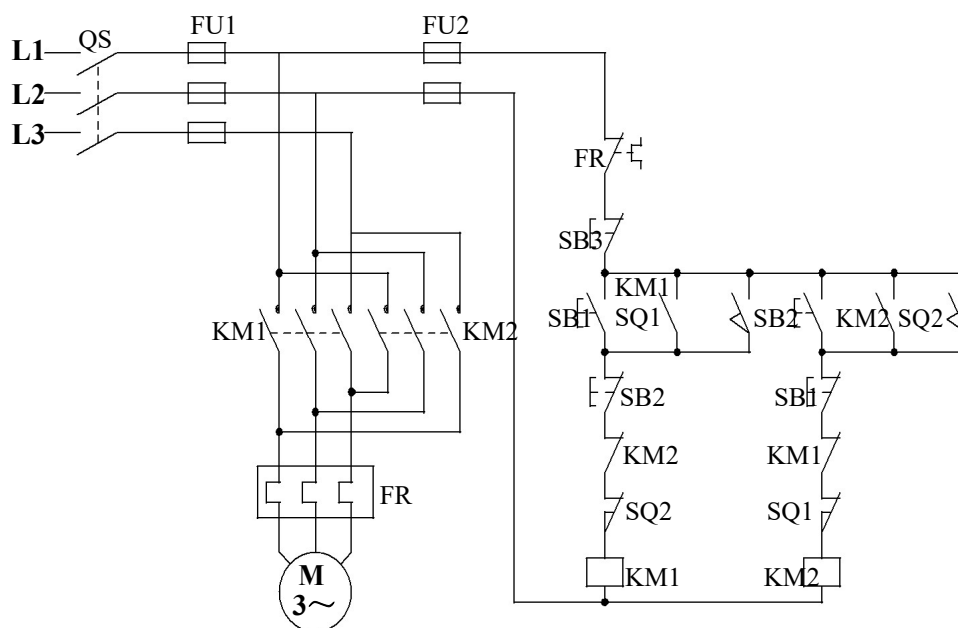 QS FU1 FU2
L1
L2
L3
FR
SB3
KM1
SB1 SQ1 SB2 KM2 SQ2
KM1 KM2
SB2 SB1
KM2 KM1
FR SQ2 SQ1
M
3～
KM1 KM2